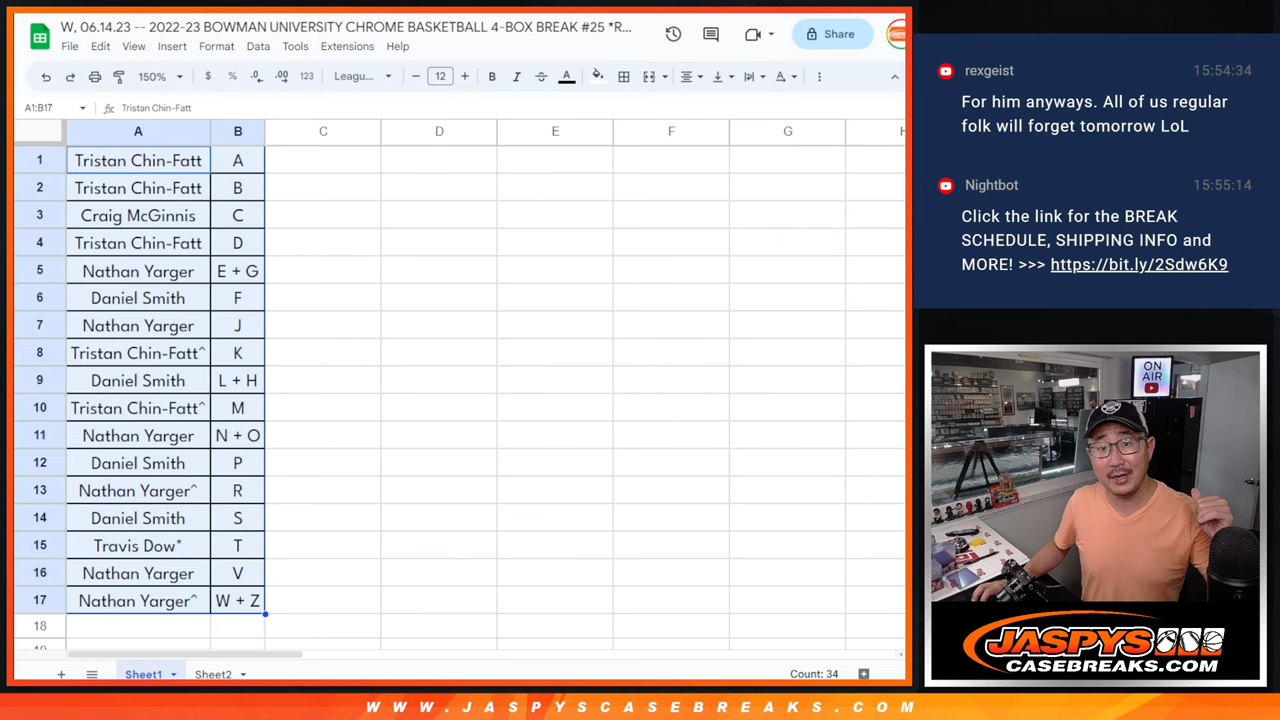 W, 06.14.23 -- 2022-23 BOWMAN UNIVERSITY CHROME BASKETBALL 4-BOX BREAK #25 *R...
File Edit View Insert Format Data Tools Extensions Help
Share
150% $ % .0 .00 123 Leagu... − 12 + B I A
A1:B17 fx Tristan Chin-Fatt
A B C D E F G H
1 Tristan Chin-Fatt A
2 Tristan Chin-Fatt B
3 Craig McGinnis C
4 Tristan Chin-Fatt D
5 Nathan Yarger E + G
6 Daniel Smith F
7 Nathan Yarger J
8 Tristan Chin-Fatt^ K
9 Daniel Smith L + H
10 Tristan Chin-Fatt^ M
11 Nathan Yarger N + O
12 Daniel Smith P
13 Nathan Yarger^ R
14 Daniel Smith S
15 Travis Dow* T
16 Nathan Yarger V
17 Nathan Yarger^ W + Z
18
Sheet1 Sheet2 Count: 34
rexgeist 15:54:34
For him anyways. All of us regular
folk will forget tomorrow LoL
Nightbot 15:55:14
Click the link for the BREAK
SCHEDULE, SHIPPING INFO and
MORE! >>> https://bit.ly/2Sdw6K9
ON
AIR
JASPYS
CASEBREAKS.COM
WWW.JASPYSCASEBREAKS.COM